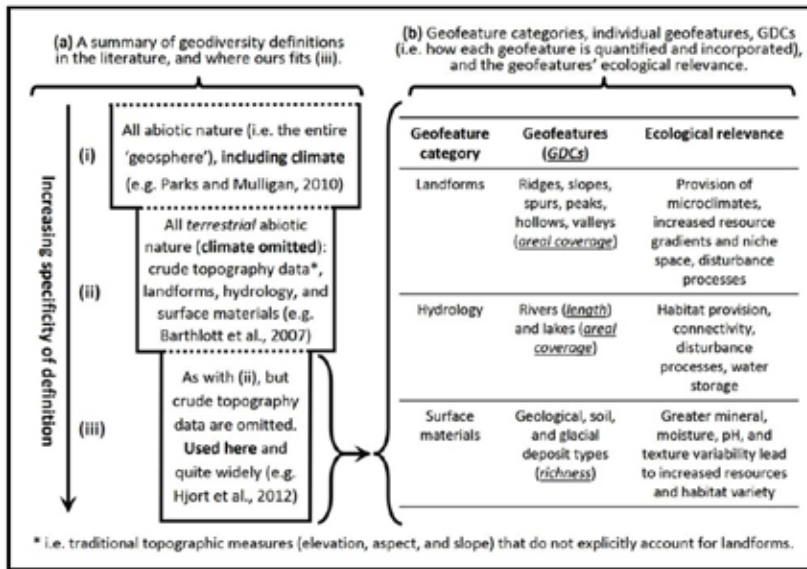 (a) A summary of geodiversity definitions
in the literature, and where ours fits (iii).
Increasing specificity of definition
(i)
All abiotic nature (i.e. the entire
'geosphere'), including climate
(e.g. Parks and Mulligan, 2010)
(ii)
All terrestrial abiotic
nature (climate omitted):
crude topography data*,
landforms, hydrology, and
surface materials (e.g.
Barthlott et al., 2007)
(iii)
As with (ii), but
crude topography
data are omitted.
Used here and
quite widely (e.g.
Hjort et al., 2012)
(b) Geofeature categories, individual geofeatures, GDCs
(i.e. how each geofeature is quantified and incorporated),
and the geofeatures' ecological relevance.
Geofeature
category
Geofeatures
(GDCs)
Ecological relevance
Landforms
Ridges, slopes,
spurs, peaks,
hollows, valleys
(areal coverage)
Provision of
microclimates,
increased resource
gradients and niche
space, disturbance
processes
Hydrology
Rivers (length)
and lakes (areal
coverage)
Habitat provision,
connectivity,
disturbance
processes, water
storage
Surface
materials
Geological, soil,
and glacial
deposit types
(richness)
Greater mineral,
moisture, pH, and
texture variability lead
to increased resources
and habitat variety
* i.e. traditional topographic measures (elevation, aspect, and slope) that do not explicitly account for landforms.